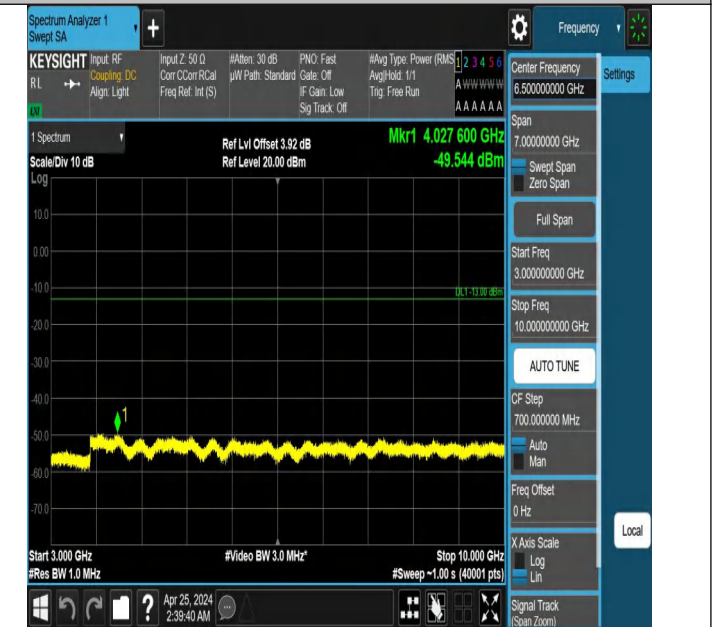 Spectrum Analyzer 1
Swept SA
+
Frequency
KEYSIGHT
RL
Input: RF
Coupling: DC
Align: Light
Input Z: 50 Ω
Corr CCorr RCal
Freq Ref: Int (S)
#Atten: 30 dB
µW Path: Standard
PNO: Fast
Gate: Off
IF Gain: Low
Sig Track: Off
#Avg Type: Power (RMS
Avg|Hold: 1/1
Trig: Free Run
1 2 3 4 5 6
A W W W W W
A A A A A A
1 Spectrum
Scale/Div 10 dB
Log
Ref Lvl Offset 3.92 dB
Ref Level 20.00 dBm
Mkr1 4.027 600 GHz
-49.544 dBm
10.0
0.00
-10.0
DL1 -13.00 dBm
-20.0
-30.0
-40.0
1
-50.0
-60.0
-70.0
Start 3.000 GHz
#Res BW 1.0 MHz
#Video BW 3.0 MHz*
Stop 10.000 GHz
#Sweep ~1.00 s (40001 pts)
?
Apr 25, 2024
2:39:40 AM
Center Frequency
6.500000000 GHz
Settings
Span
7.00000000 GHz
Swept Span
Zero Span
Full Span
Start Freq
3.000000000 GHz
Stop Freq
10.000000000 GHz
AUTO TUNE
CF Step
700.000000 MHz
Auto
Man
Freq Offset
0 Hz
X Axis Scale
Log
Lin
Local
Signal Track
(Span Zoom)